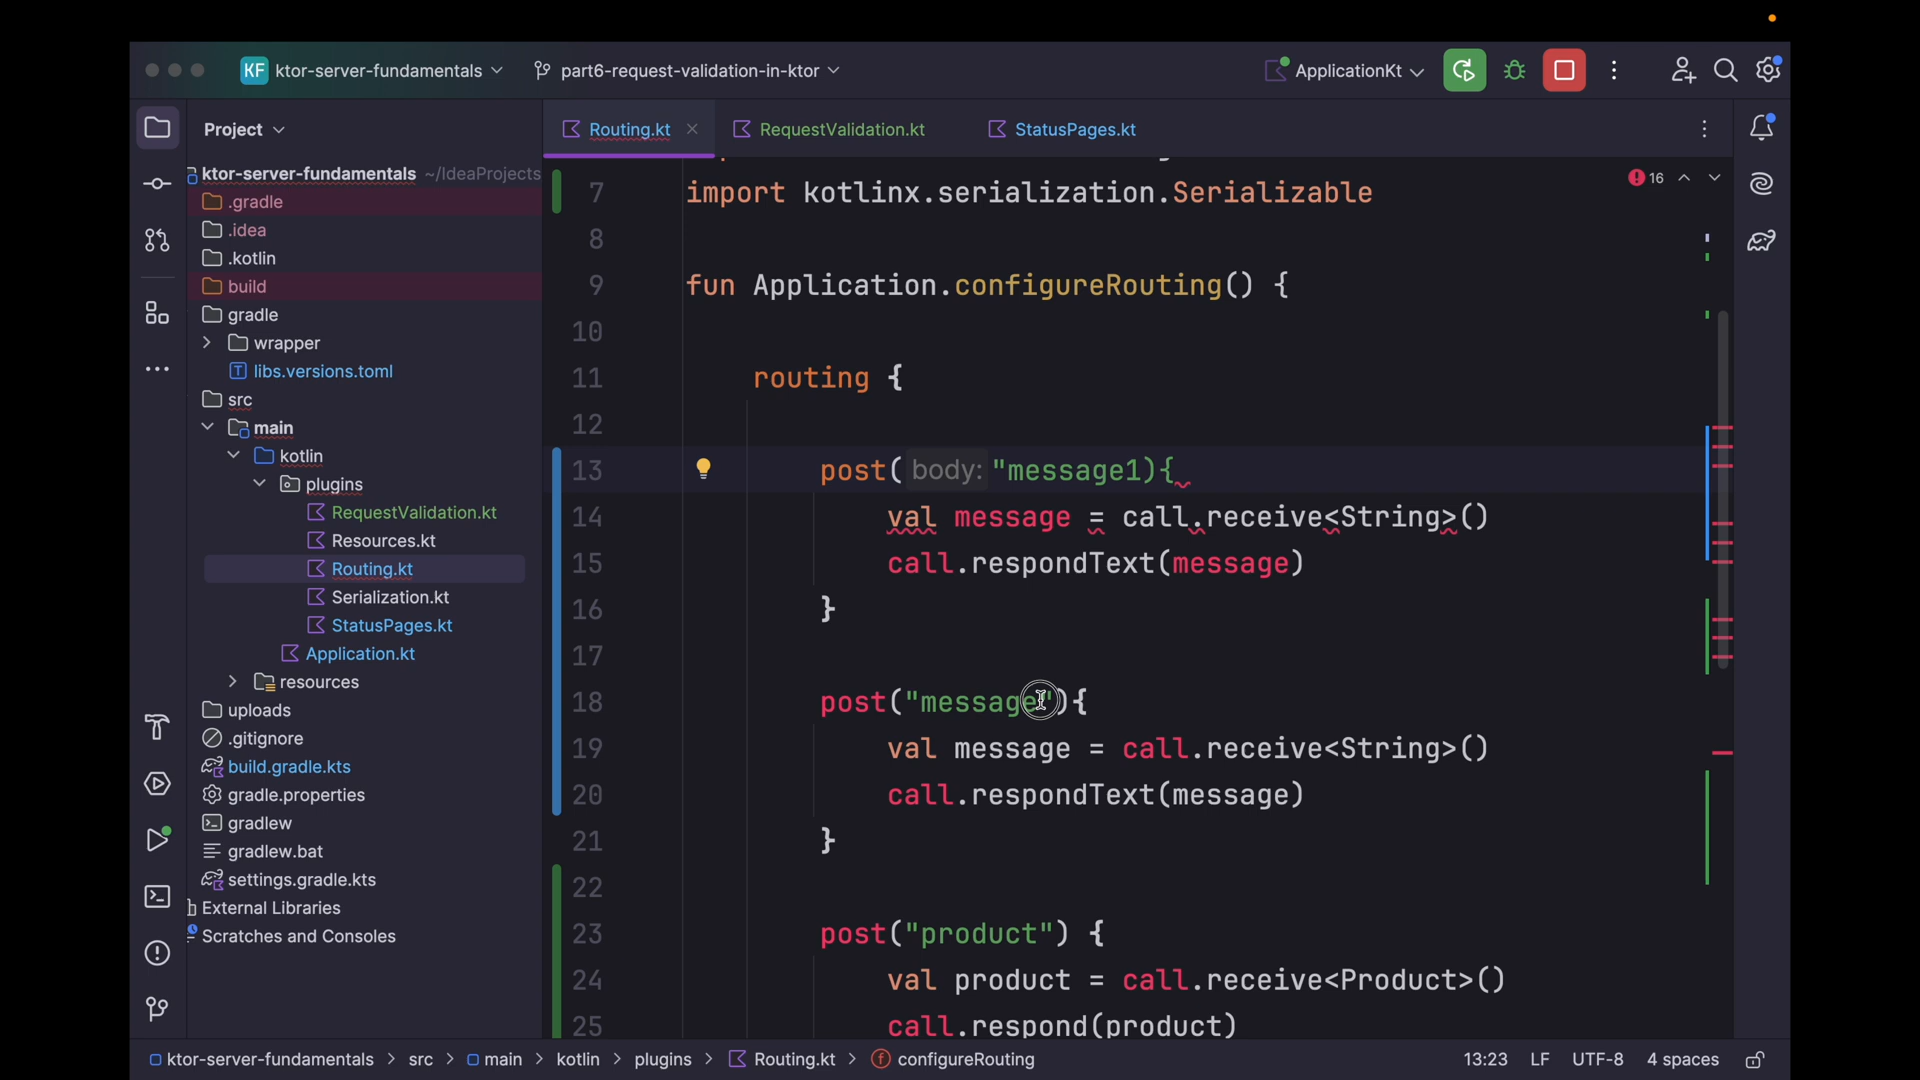 KF ktor-server-fundamentals part6-request-validation-in-ktor ApplicationKt
Project
Routing.kt RequestValidation.kt StatusPages.kt
ktor-server-fundamentals ~/IdeaProjects
.gradle
.idea
.kotlin
build
gradle
wrapper
libs.versions.toml
src
main
kotlin
plugins
RequestValidation.kt
Resources.kt
Routing.kt
Serialization.kt
StatusPages.kt
Application.kt
resources
uploads
.gitignore
build.gradle.kts
gradle.properties
gradlew
gradlew.bat
settings.gradle.kts
External Libraries
Scratches and Consoles
16
7 import kotlinx.serialization.Serializable
8
9 fun Application.configureRouting() {
10
11 routing {
12
13 post( body: "message1){
14 val message = call.receive<String>()
15 call.respondText(message)
16 }
17
18 post("message"){
19 val message = call.receive<String>()
20 call.respondText(message)
21 }
22
23 post("product") {
24 val product = call.receive<Product>()
25 call.respond(product)
ktor-server-fundamentals > src > main > kotlin > plugins > Routing.kt > configureRouting
13:23 LF UTF-8 4 spaces